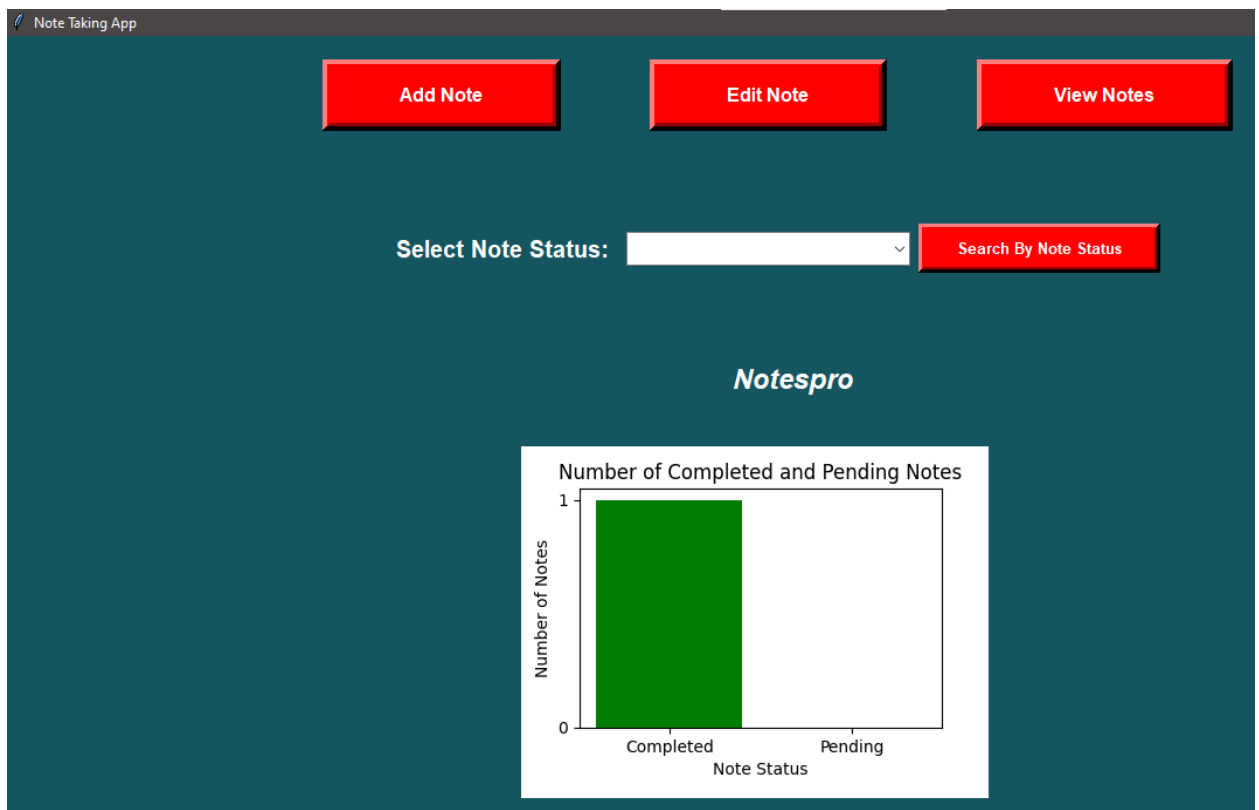 Note Taking App
Add Note
Edit Note
View Notes
Select Note Status:
Search By Note Status
Notespro
Number of Completed and Pending Notes
1
Number of Notes
0
Completed
Pending
Note Status